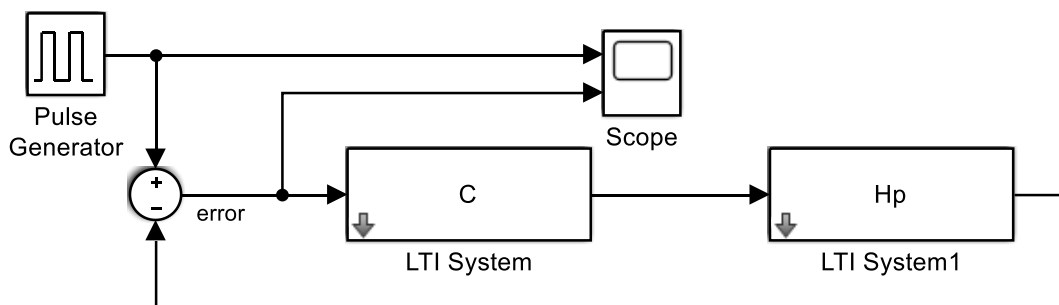 Pulse
Generator
Scope
+
−
error
C
Hp
LTI System
LTI System1